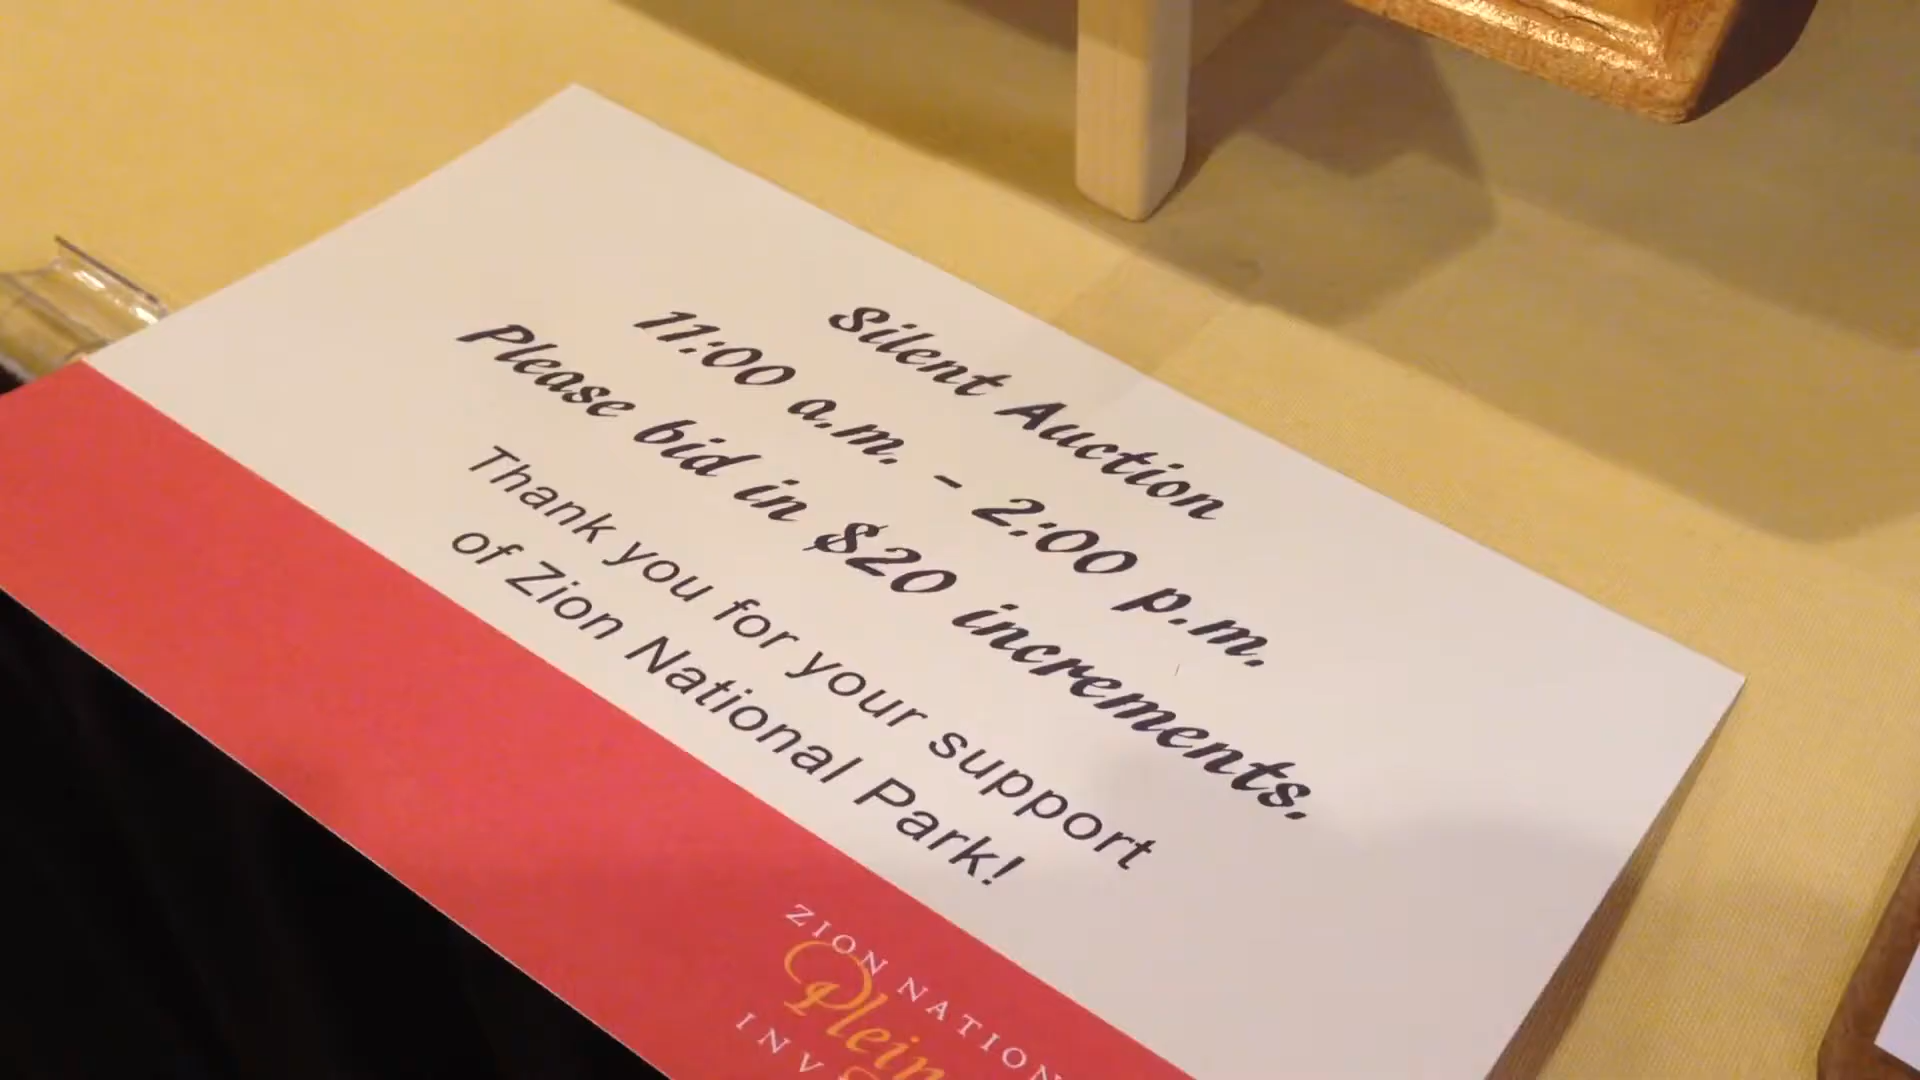 Silent Auction
11:00 a.m. - 2:00 p.m.
Please bid in $20 increments.
Thank you for your support
of Zion National Park!
ZION NATION
Plein
INV